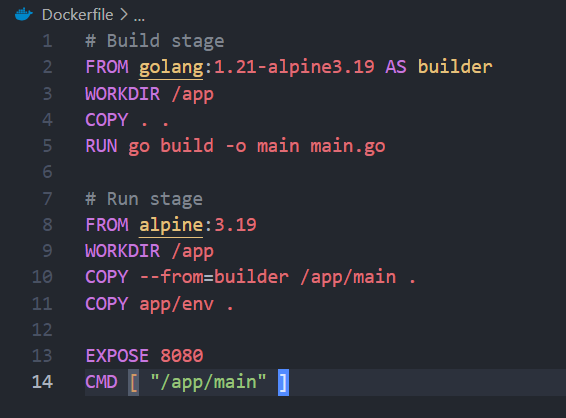 Dockerfile > ...
1 # Build stage
2 FROM golang:1.21-alpine3.19 AS builder
3 WORKDIR /app
4 COPY . .
5 RUN go build -o main main.go
6
7 # Run stage
8 FROM alpine:3.19
9 WORKDIR /app
10 COPY --from=builder /app/main .
11 COPY app/env .
12
13 EXPOSE 8080
14 CMD [ "/app/main" ]